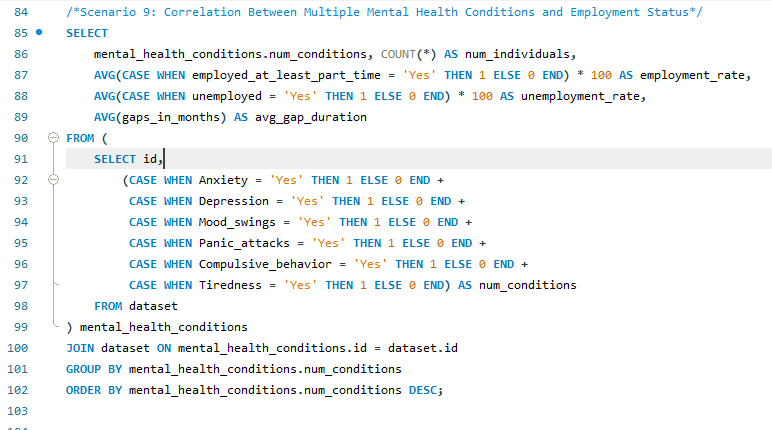 84 /*Scenario 9: Correlation Between Multiple Mental Health Conditions and Employment Status*/
85 SELECT
86 mental_health_conditions.num_conditions, COUNT(*) AS num_individuals,
87 AVG(CASE WHEN employed_at_least_part_time = 'Yes' THEN 1 ELSE 0 END) * 100 AS employment_rate,
88 AVG(CASE WHEN unemployed = 'Yes' THEN 1 ELSE 0 END) * 100 AS unemployment_rate,
89 AVG(gaps_in_months) AS avg_gap_duration
90 FROM (
91 SELECT id,
92 (CASE WHEN Anxiety = 'Yes' THEN 1 ELSE 0 END +
93 CASE WHEN Depression = 'Yes' THEN 1 ELSE 0 END +
94 CASE WHEN Mood_swings = 'Yes' THEN 1 ELSE 0 END +
95 CASE WHEN Panic_attacks = 'Yes' THEN 1 ELSE 0 END +
96 CASE WHEN Compulsive_behavior = 'Yes' THEN 1 ELSE 0 END +
97 CASE WHEN Tiredness = 'Yes' THEN 1 ELSE 0 END) AS num_conditions
98 FROM dataset
99 ) mental_health_conditions
100 JOIN dataset ON mental_health_conditions.id = dataset.id
101 GROUP BY mental_health_conditions.num_conditions
102 ORDER BY mental_health_conditions.num_conditions DESC;
103